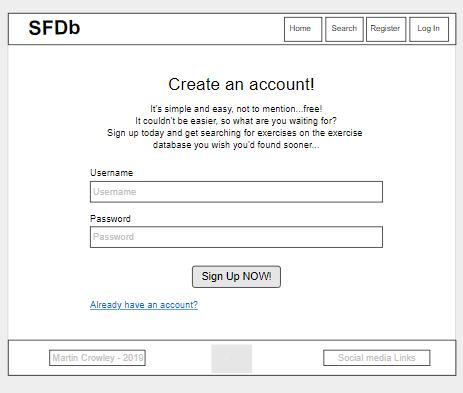 SFDb
Home
Search
Register
Log In
Create an account!
It's simple and easy, not to mention...free!
It couldn't be easier, so what are you waiting for?
Sign up today and get searching for exercises on the exercise
database you wish you'd found sooner...
Username
Username
Password
Password
Sign Up NOW!
Already have an account?
Martin Crowley - 2019
Social media Links